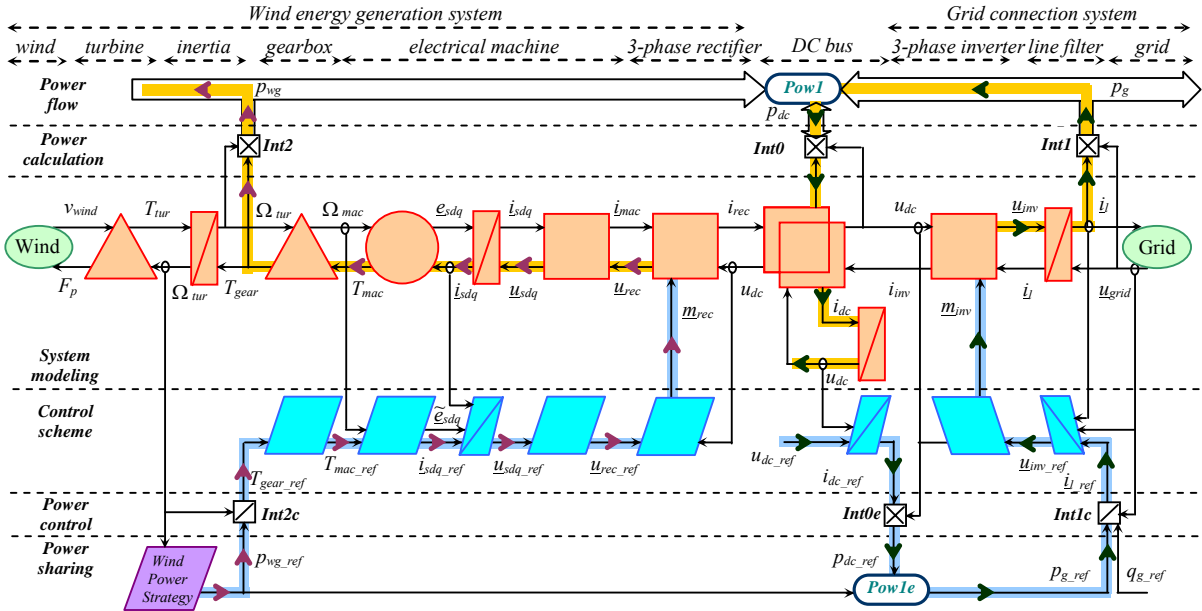 Wind energy generation system Grid connection system
wind turbine inertia gearbox electrical machine 3-phase rectifier DC bus 3-phase inverter line filter grid
Power flow p_wg Pow1 p_dc p_g
Power calculation Int2 Int0 Int1
v_wind T_tur Ω_tur Ω_mac e_sdq i_sdq i_mac i_rec u_dc u_inv i_l
Wind Grid
F_p Ω_tur T_gear T_mac i_sdq u_sdq u_rec u_dc i_dc i_inv i_l u_grid
m_rec m_inv
System modeling u_dc
Control scheme ẽ_sdq
T_mac_ref i_sdq_ref u_sdq_ref u_rec_ref u_dc_ref u_inv_ref
T_gear_ref i_dc_ref i_l_ref
Power control Int2c Int0e Int1c
Power sharing Wind Power Strategy p_wg_ref p_dc_ref Pow1e p_g_ref q_g_ref